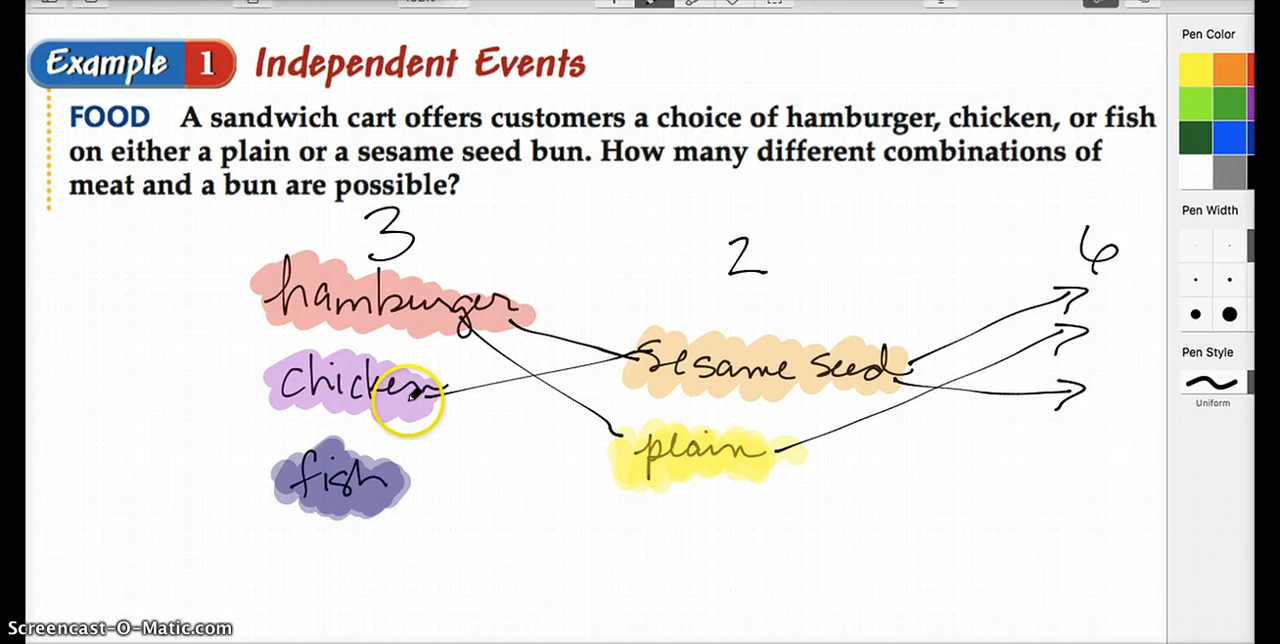 Example 1 Independent Events
FOOD A sandwich cart offers customers a choice of hamburger, chicken, or fish
on either a plain or a sesame seed bun. How many different combinations of
meat and a bun are possible?
3 2 6
hamburger
chicken sesame seed
fish plain
Pen Color
Pen Width
Pen Style
Uniform
Screencast-O-Matic.com